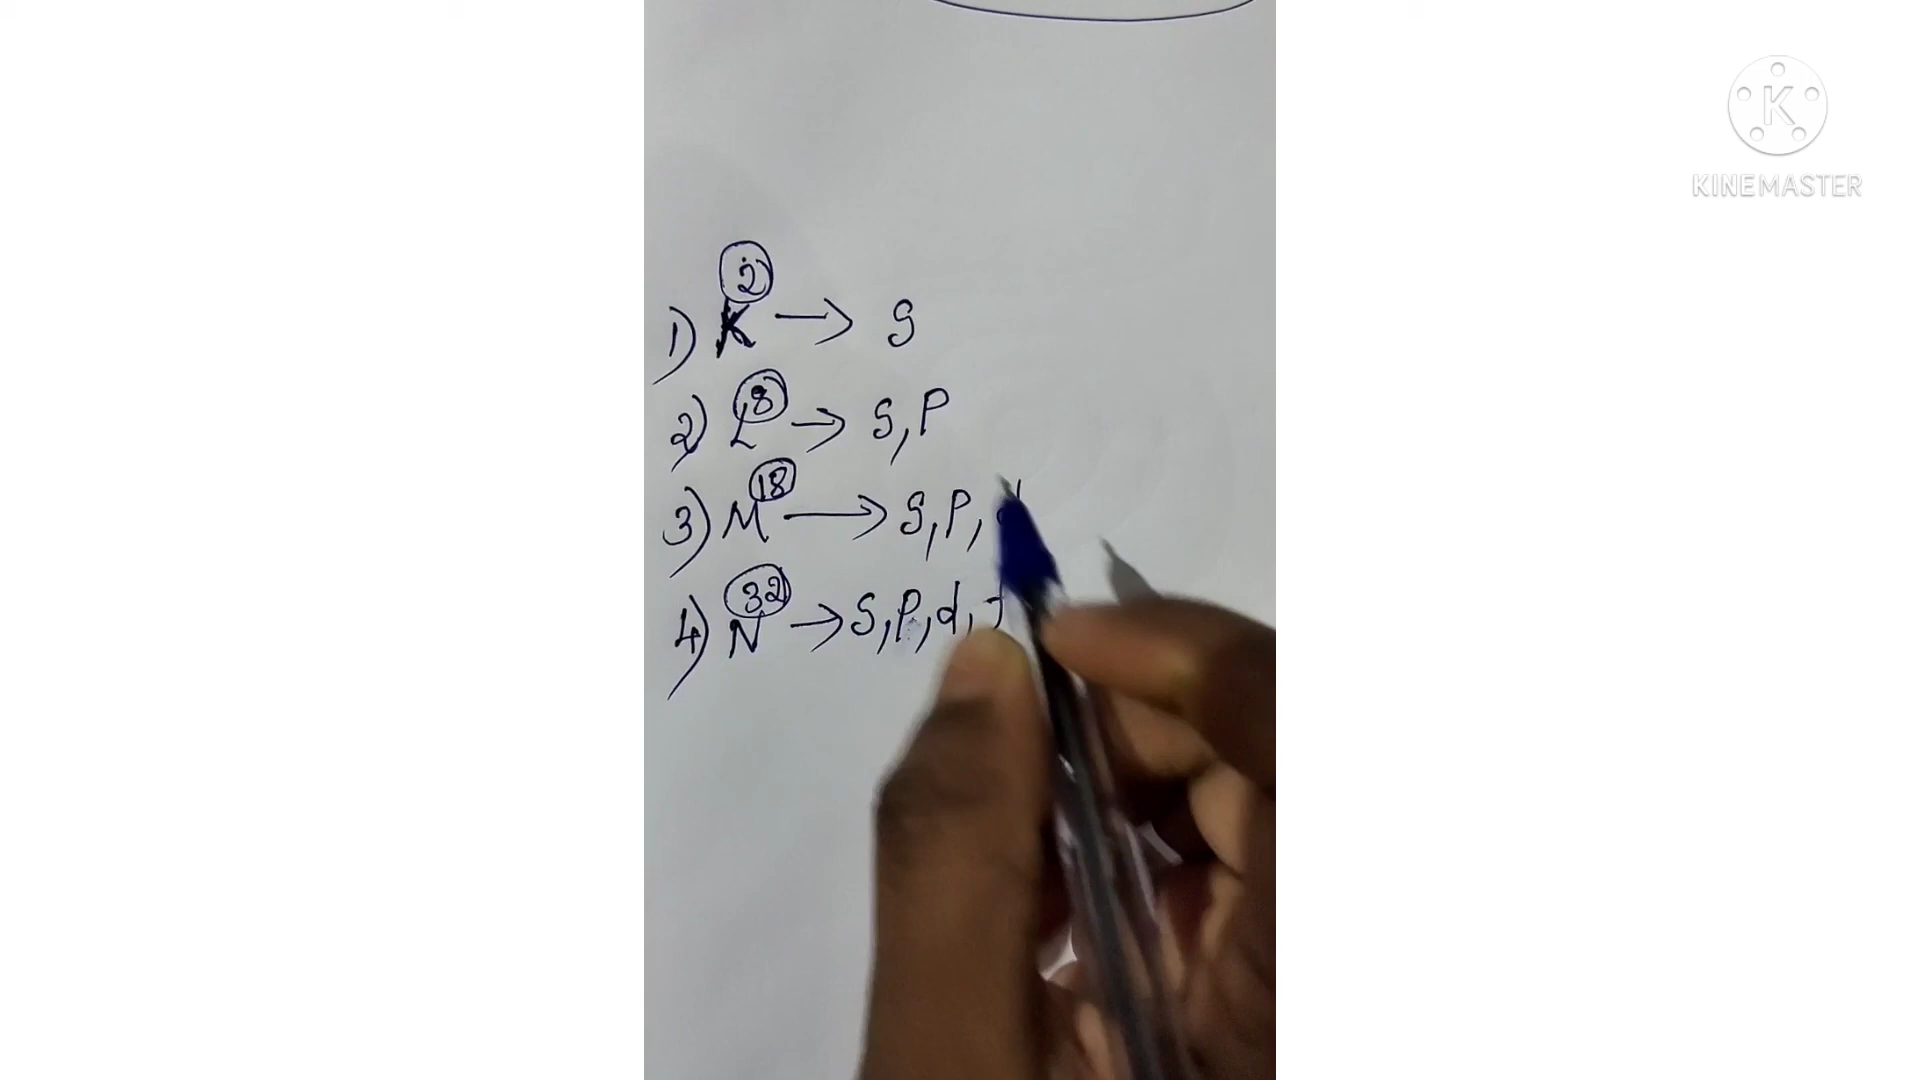 K
KINEMASTER
2
1) K → S
8
2) L → S, P
18
3) M → S, P, d
32
4) N → S, P, d, f